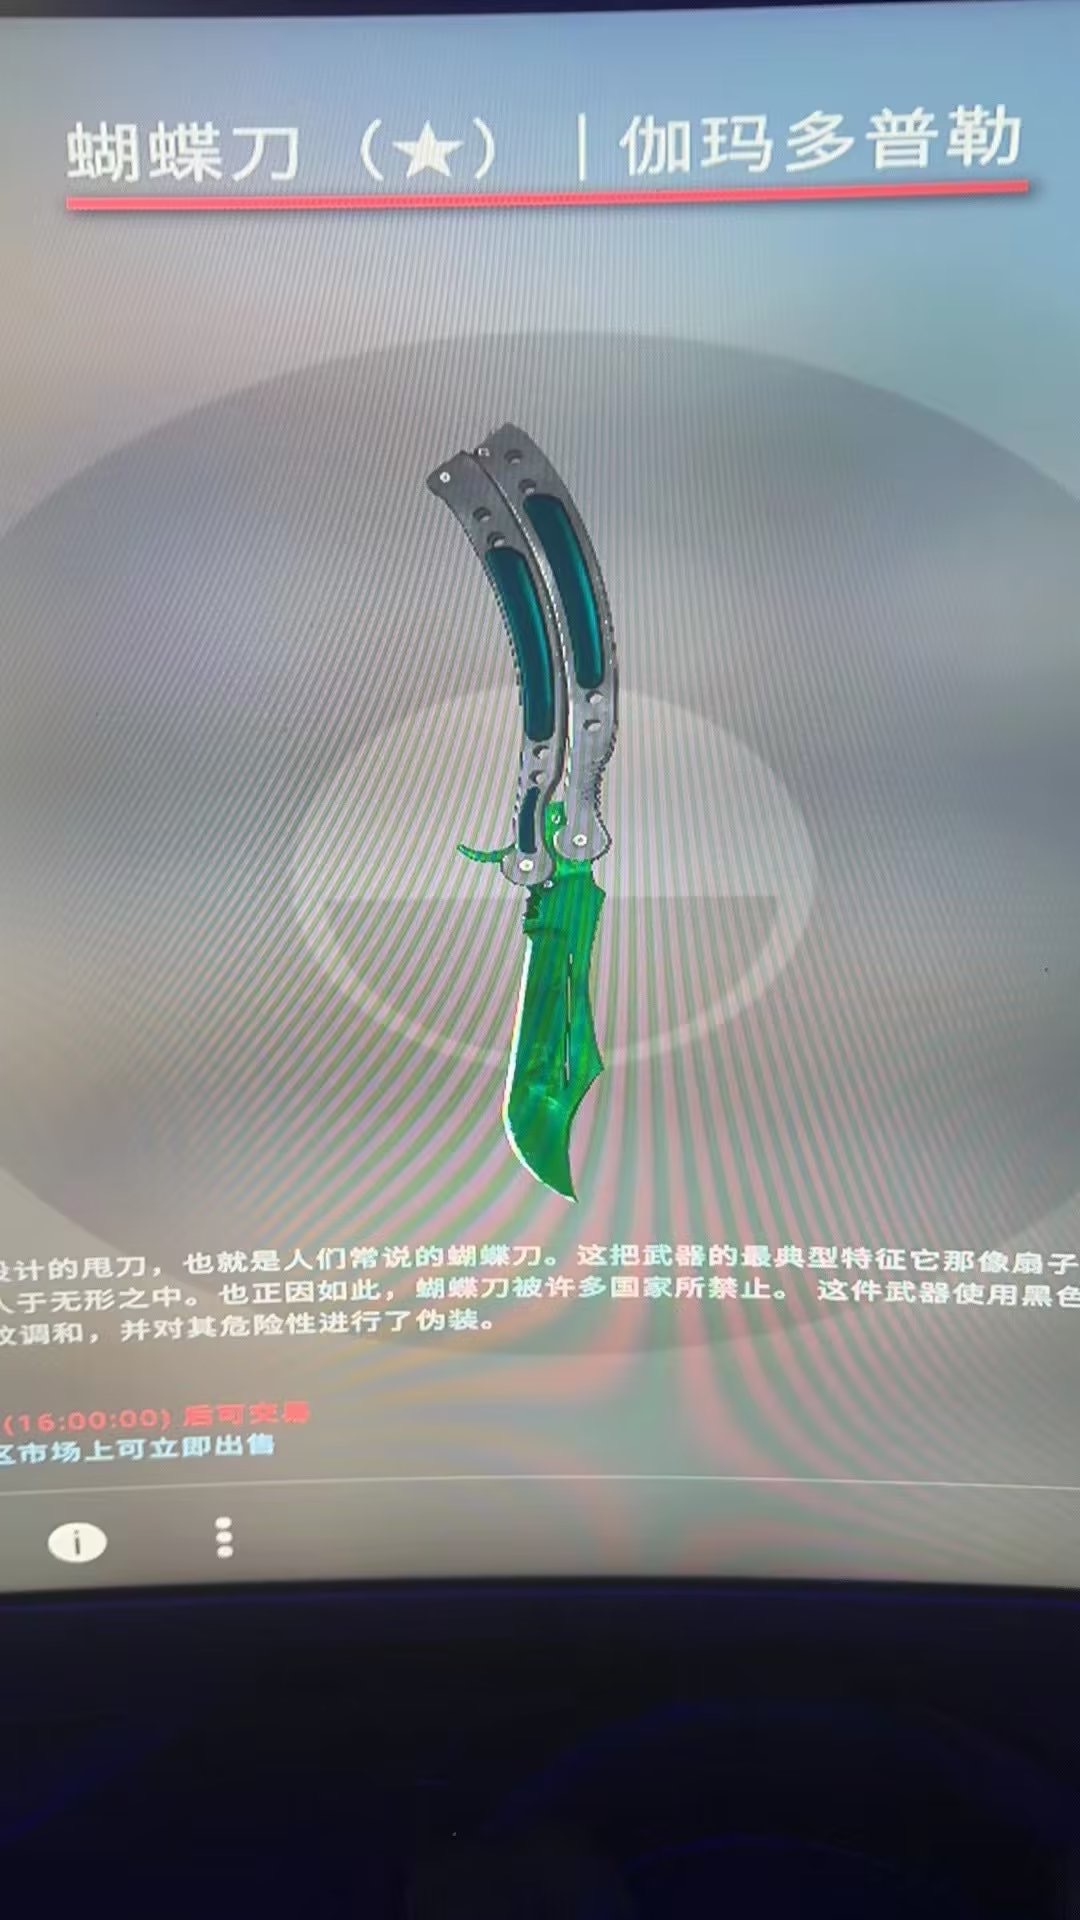 蝴蝶刀（★）｜伽玛多普勒
设计的甩刀，也就是人们常说的蝴蝶刀。这把武器的最典型特征它那像扇子
人于无形之中。也正因如此，蝴蝶刀被许多国家所禁止。 这件武器使用黑色
纹调和，并对其危险性进行了伪装。
(16:00:00) 后可交易
区市场上可立即出售
i